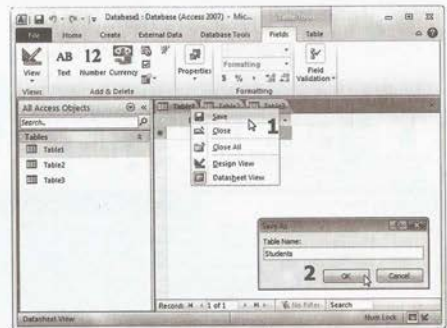 Database1 : Database (Access 2007) - Mic...
File Home Create External Data Database Tools Fields Table
AB 12
View Text Number Currency Properties Formatting Field Validation
$ %
Views Add & Delete Formatting
All Access Objects
Search...
Tables
Table1
Table2
Table3
Table1 Table2 Table3
Save 1
Close
Close All
Design View
Datasheet View
Save As
Table Name:
Students
2 OK Cancel
Record: 1 of 1 No Filter Search
Datasheet View Num Lock